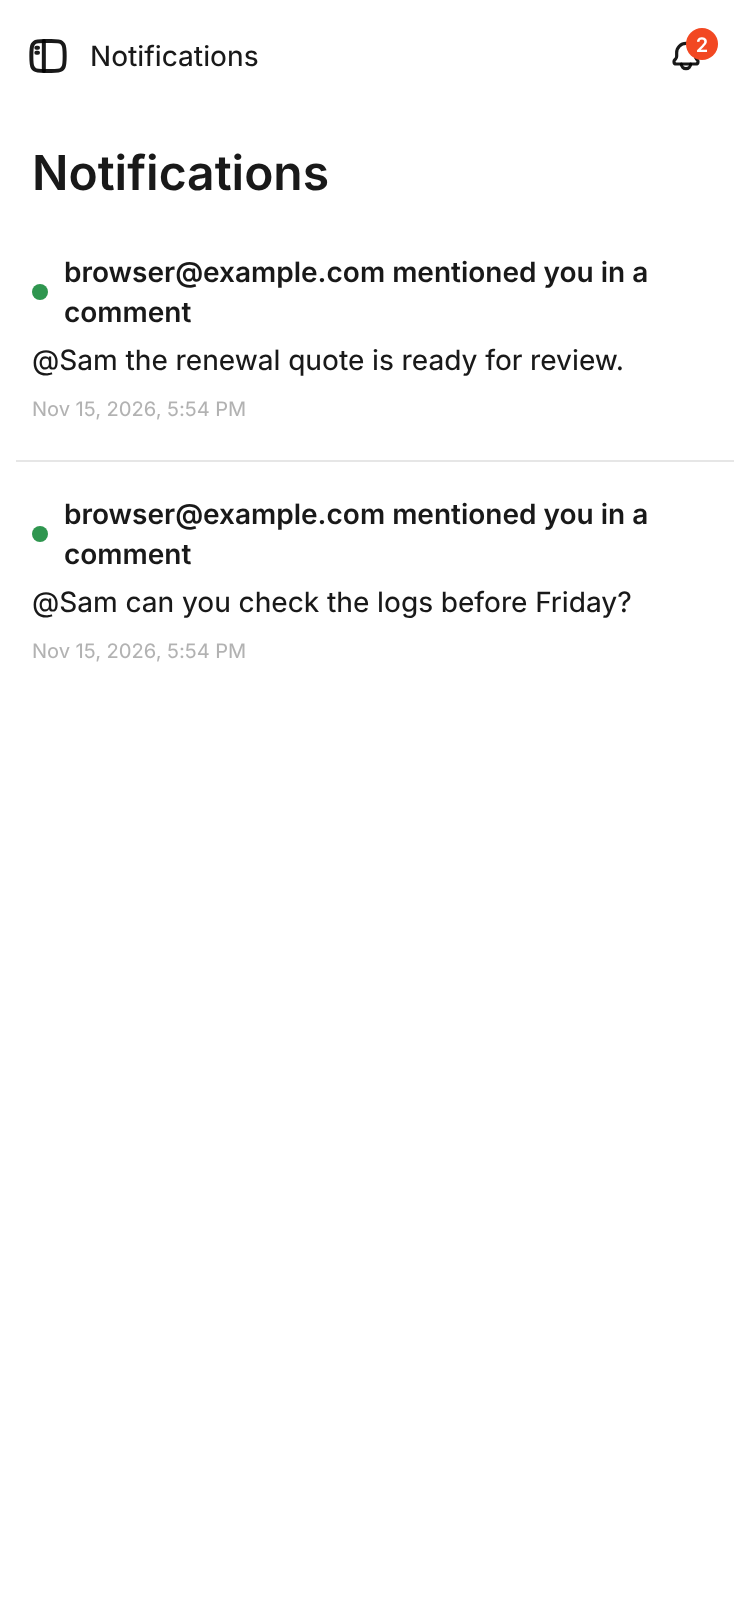 Notifications
2
Notifications
browser@example.com mentioned you in a
comment
@Sam the renewal quote is ready for review.
Nov 15, 2026, 5:54 PM
browser@example.com mentioned you in a
comment
@Sam can you check the logs before Friday?
Nov 15, 2026, 5:54 PM